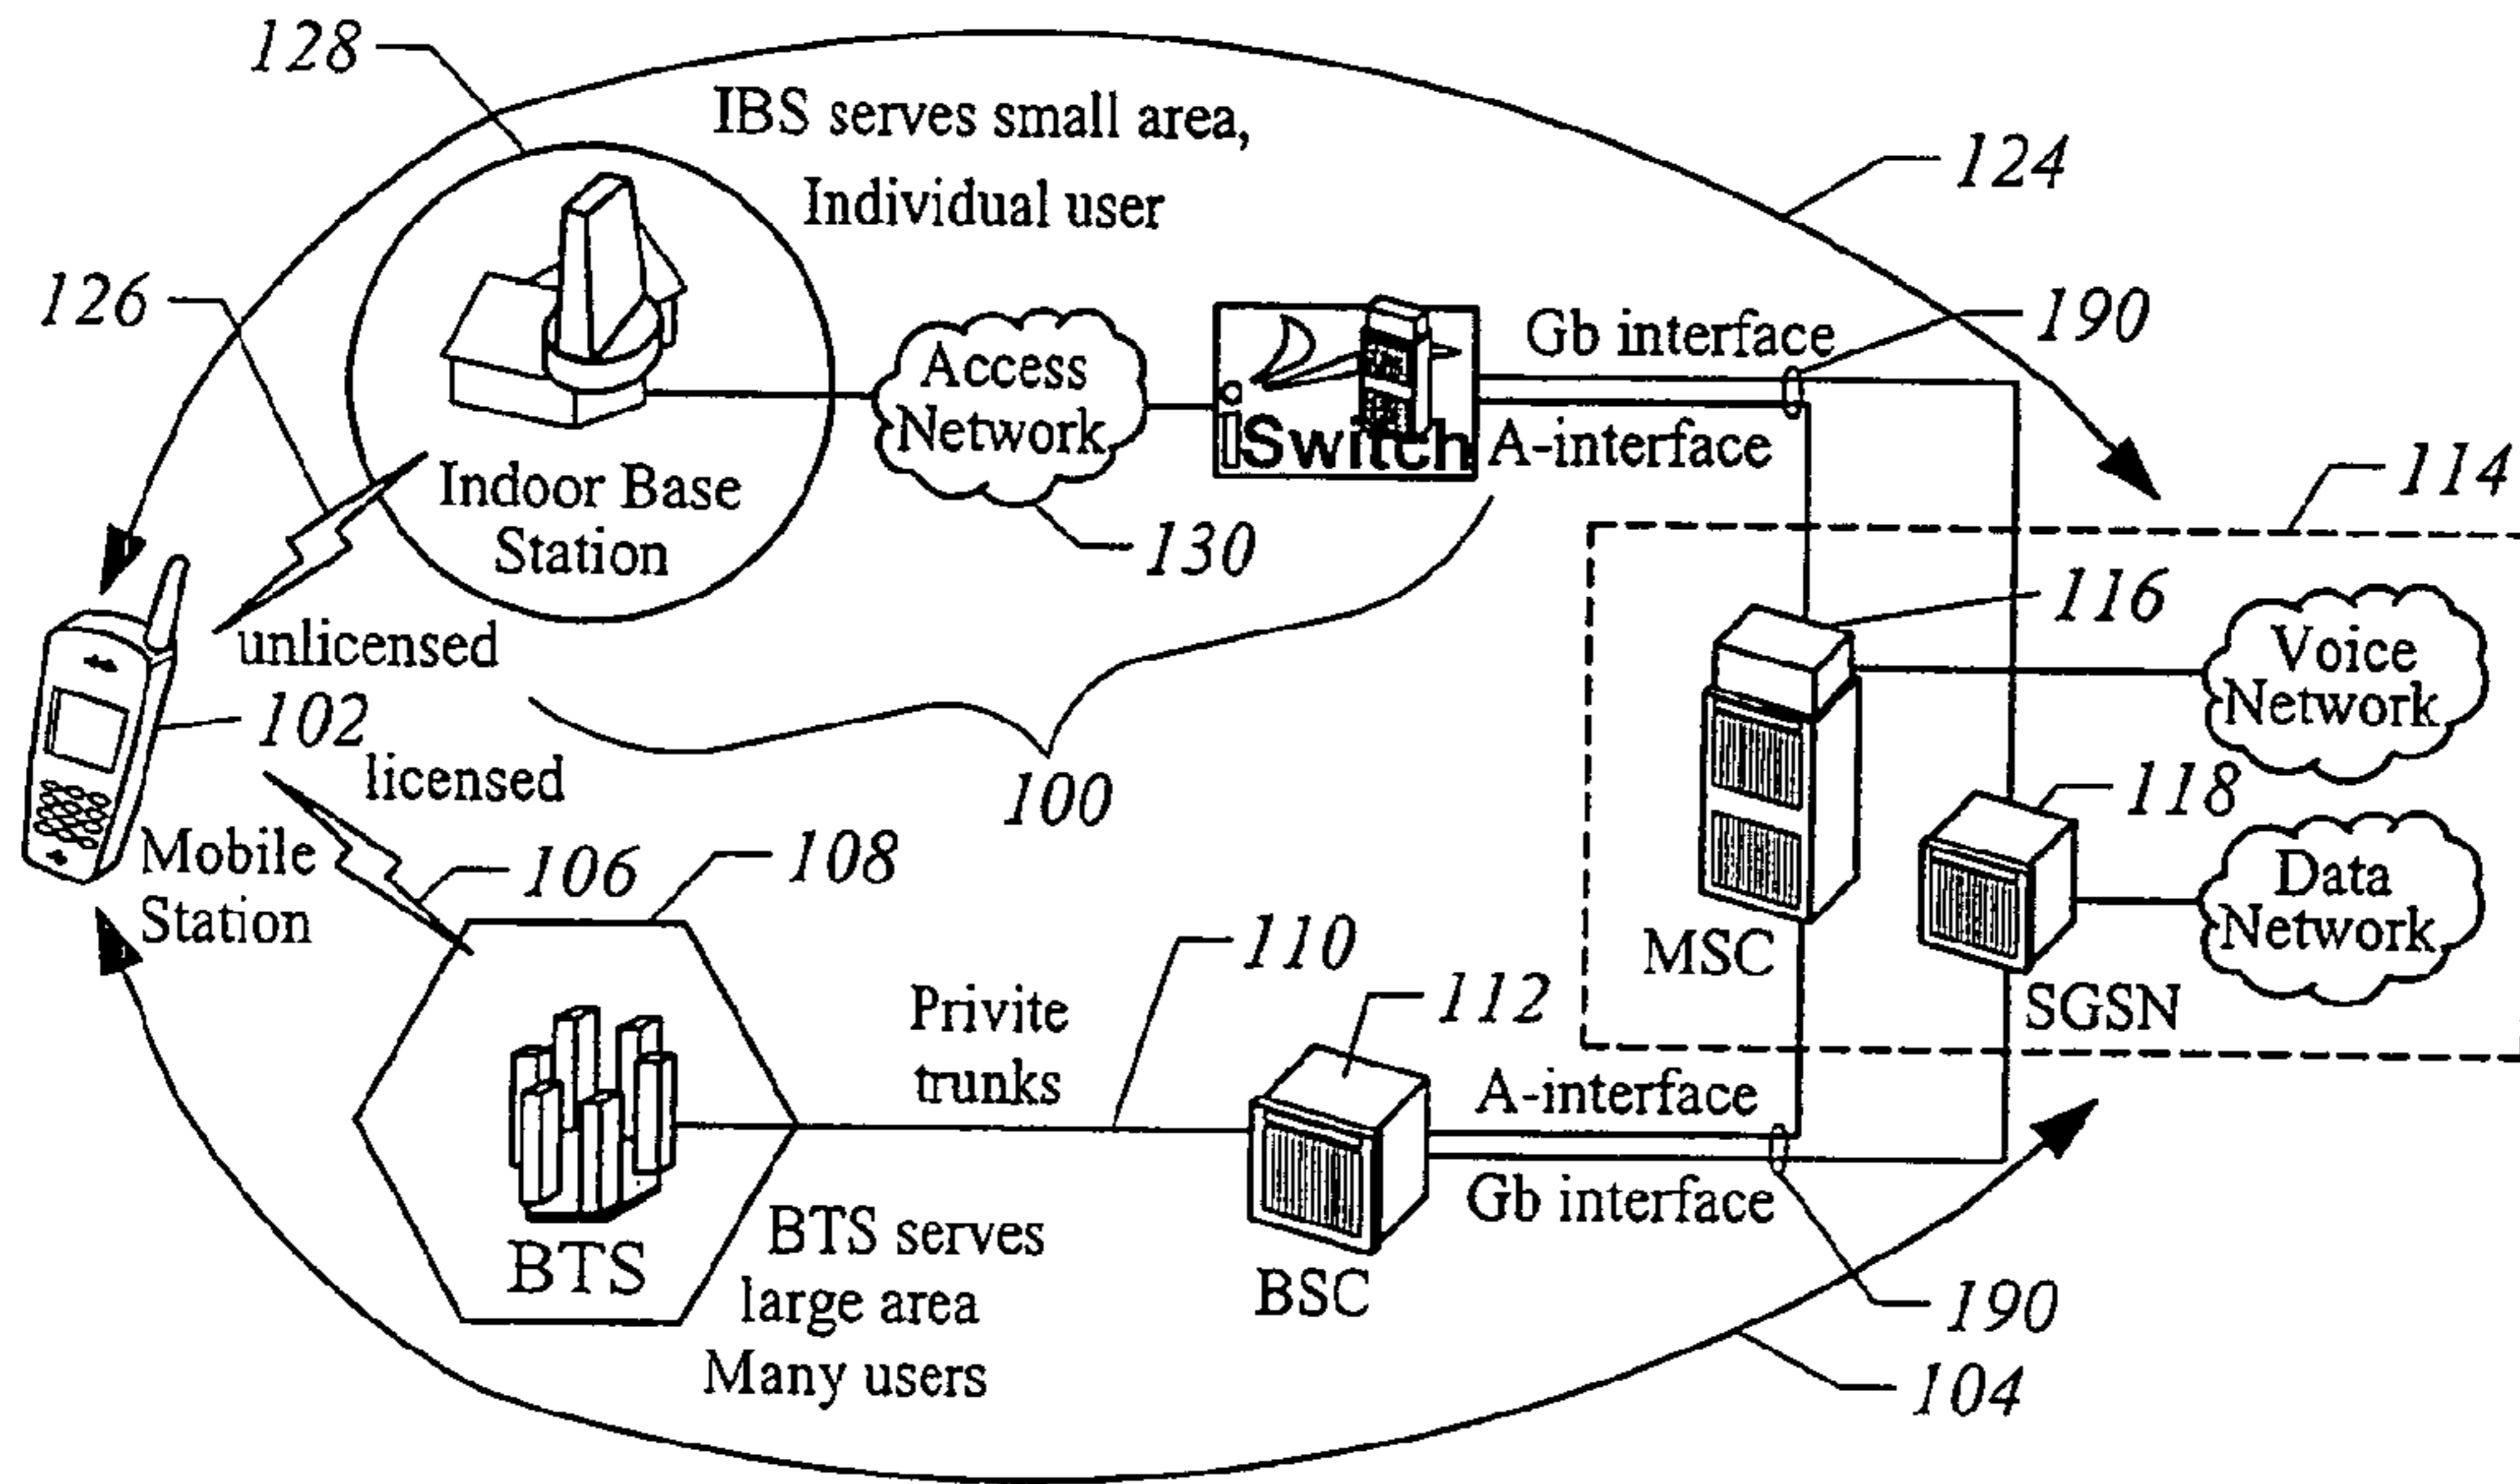 128
IBS serves small area,
Individual user
124
126
190
Gb interface
Access
Network
iSwitch
A-interface
114
Indoor Base
Station
130
116
unlicensed
Voice
Network
102
licensed
100
118
Mobile
Station
106
108
Data
Network
MSC
110
Privite
trunks
112
SGSN
A-interface
Gb interface
BTS
BTS serves
large area
Many users
BSC
190
104